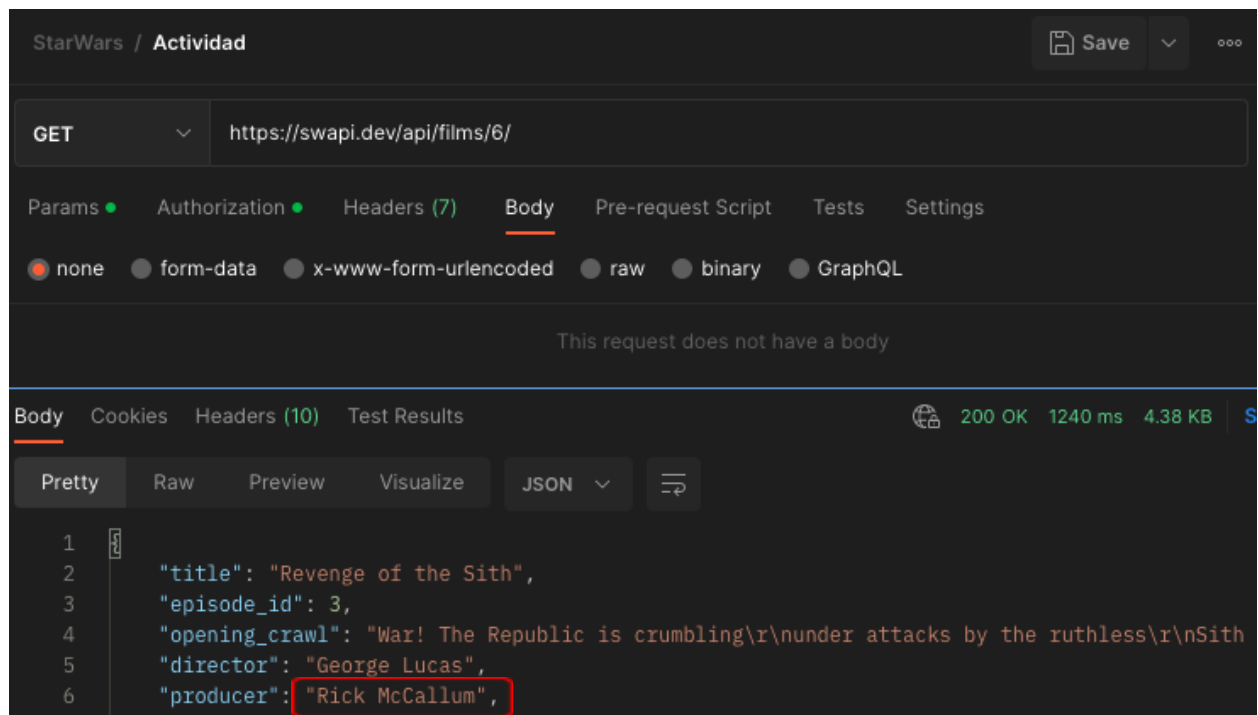 StarWars / Actividad Save ooo
GET https://swapi.dev/api/films/6/
Params Authorization Headers (7) Body Pre-request Script Tests Settings
none form-data x-www-form-urlencoded raw binary GraphQL
This request does not have a body
Body Cookies Headers (10) Test Results 200 OK 1240 ms 4.38 KB S
Pretty Raw Preview Visualize JSON
1 {
2 "title": "Revenge of the Sith",
3 "episode_id": 3,
4 "opening_crawl": "War! The Republic is crumbling\r\nunder attacks by the ruthless\r\nSith
5 "director": "George Lucas",
6 "producer": "Rick McCallum",